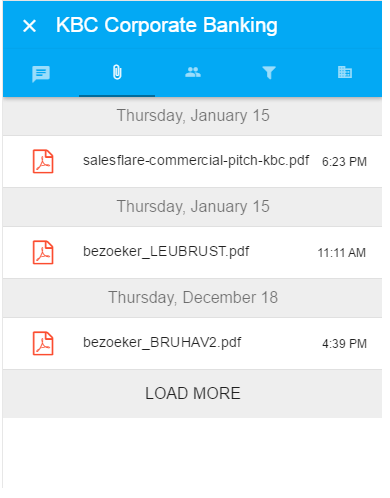 KBC Corporate Banking
Thursday, January 15
salesflare-commercial-pitch-kbc.pdf 6:23 PM
Thursday, January 15
bezoeker_LEUBRUST.pdf 11:11 AM
Thursday, December 18
bezoeker_BRUHAV2.pdf 4:39 PM
LOAD MORE